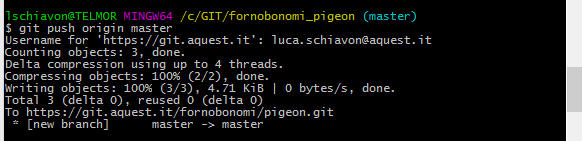 lschiavon@TELMOR MINGW64 /c/GIT/fornobonomi_pigeon (master)
$ git push origin master
Username for 'https://git.aquest.it': luca.schiavon@aquest.it
Counting objects: 3, done.
Delta compression using up to 4 threads.
Compressing objects: 100% (2/2), done.
Writing objects: 100% (3/3), 4.71 KiB | 0 bytes/s, done.
Total 3 (delta 0), reused 0 (delta 0)
To https://git.aquest.it/fornobonomi/pigeon.git
 * [new branch]      master -> master